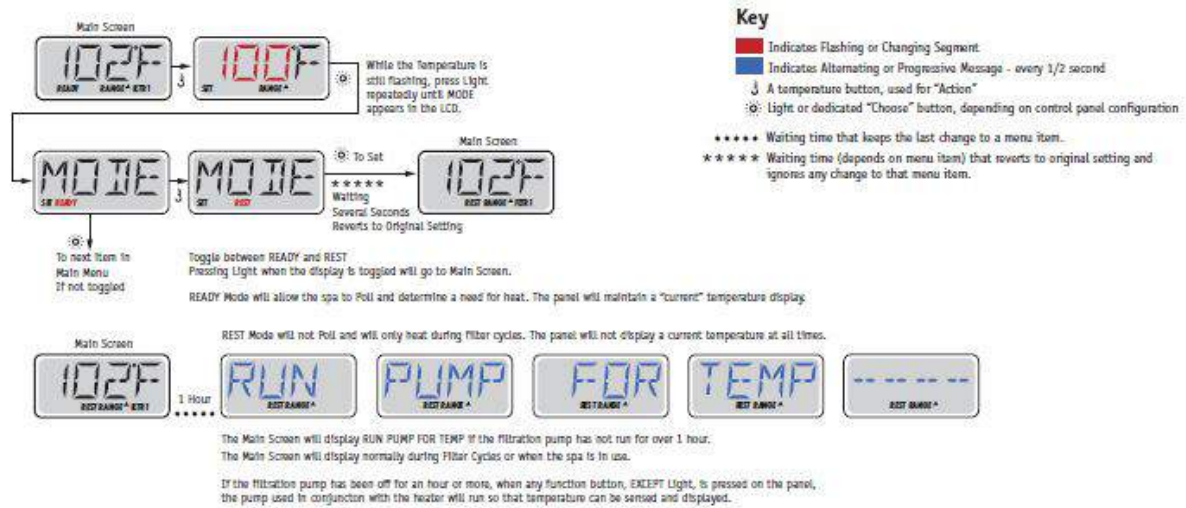 Key
Indicates Flashing or Changing Segment
Indicates Alternating or Progressive Message - every 1/2 second
A temperature button, used for "Action"
Light or dedicated "Choose" button, depending on control panel configuration
Waiting time that keeps the last change to a menu item.
***** Waiting time (depends on menu item) that reverts to original setting and
ignores any change to that menu item.
Main Screen
102°F
READY RANGE
100°F
SET RANGE
While the Temperature is
still flashing, press Light
repeatedly until MODE
appears in the LCD.
MODE
SET READY
MODE
SET REST
To Set
*****
Waiting
Several Seconds
Reverts to Original Setting
Main Screen
102°F
REST RANGE
To next item in
Main Menu
If not toggled
Toggle between READY and REST
Pressing Light when the display is toggled will go to Main Screen.
READY Mode will allow the spa to Poll and determine a need for heat. The panel will maintain a "current" temperature display.
REST Mode will not Poll and will only heat during Filter cycles. The panel will not display a current temperature at all times.
Main Screen
102°F
REST RANGE
1 Hour
RUN
REST RANGE
PUMP
REST RANGE
FOR
REST RANGE
TEMP
REST RANGE
-- -- -- --
REST RANGE
The Main Screen will display RUN PUMP FOR TEMP if the filtration pump has not run for over 1 hour.
The Main Screen will display normally during Filter Cycles or when the spa is in use.
If the filtration pump has been off for an hour or more, when any function button, EXCEPT Light, is pressed on the panel,
the pump used in conjuncton with the heater will run so that temperature can be sensed and displayed.